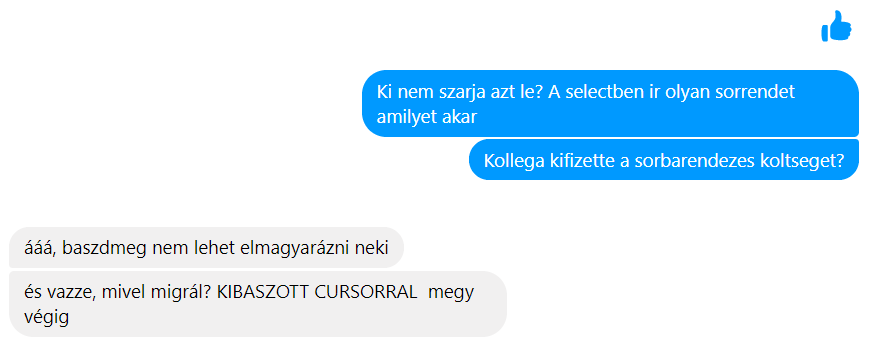 Ki nem szarja azt le? A selectben ir olyan sorrendet
amilyet akar
Kollega kifizette a sorbarendezes koltseget?
ááá, baszdmeg nem lehet elmagyarázni neki
és vazze, mivel migrál? KIBASZOTT CURSORRAL  megy
végig